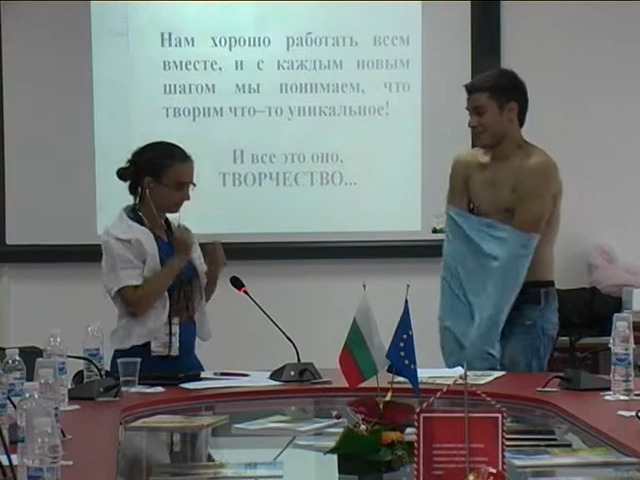 Нам хорошо работать всем
вместе, и с каждым новым
шагом мы понимаем, что
творим что–то уникальное!
И все это оно,
ТВОРЧЕСТВО...